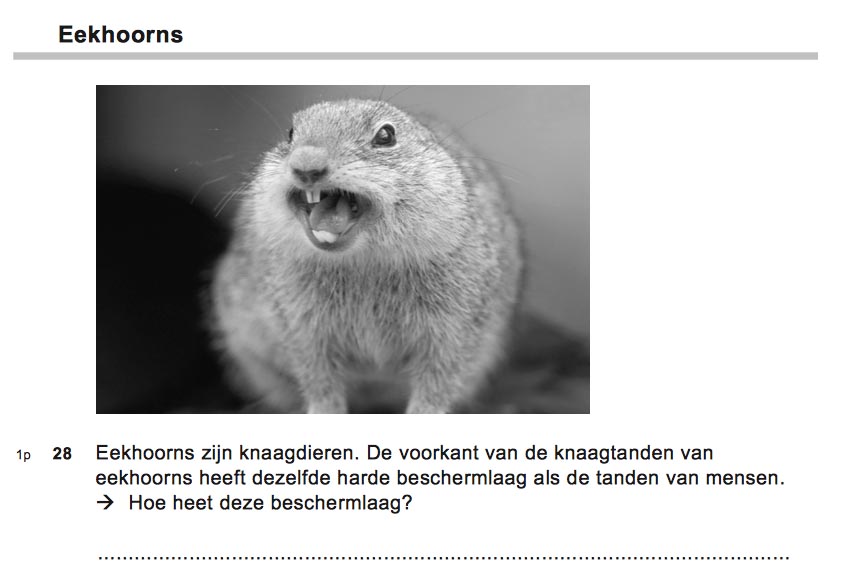 Eekhoorns
1p 28 Eekhoorns zijn knaagdieren. De voorkant van de knaagtanden van
eekhoorns heeft dezelfde harde beschermlaag als de tanden van mensen.
→ Hoe heet deze beschermlaag?
....................................................................................................................